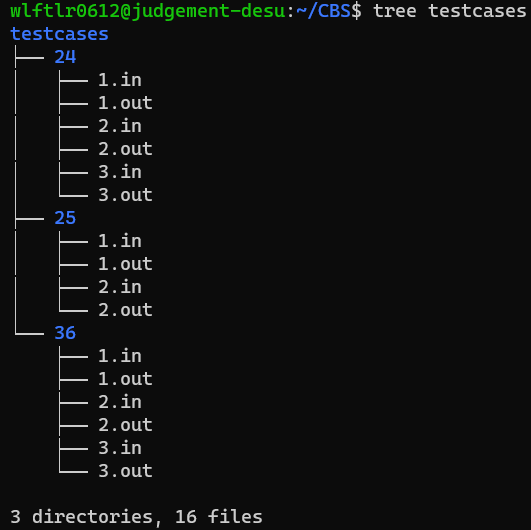 wlftlr0612@judgement-desu:~/CBS$ tree testcases
testcases
├── 24
│   ├── 1.in
│   ├── 1.out
│   ├── 2.in
│   ├── 2.out
│   ├── 3.in
│   └── 3.out
├── 25
│   ├── 1.in
│   ├── 1.out
│   ├── 2.in
│   └── 2.out
└── 36
    ├── 1.in
    ├── 1.out
    ├── 2.in
    ├── 2.out
    ├── 3.in
    └── 3.out

3 directories, 16 files